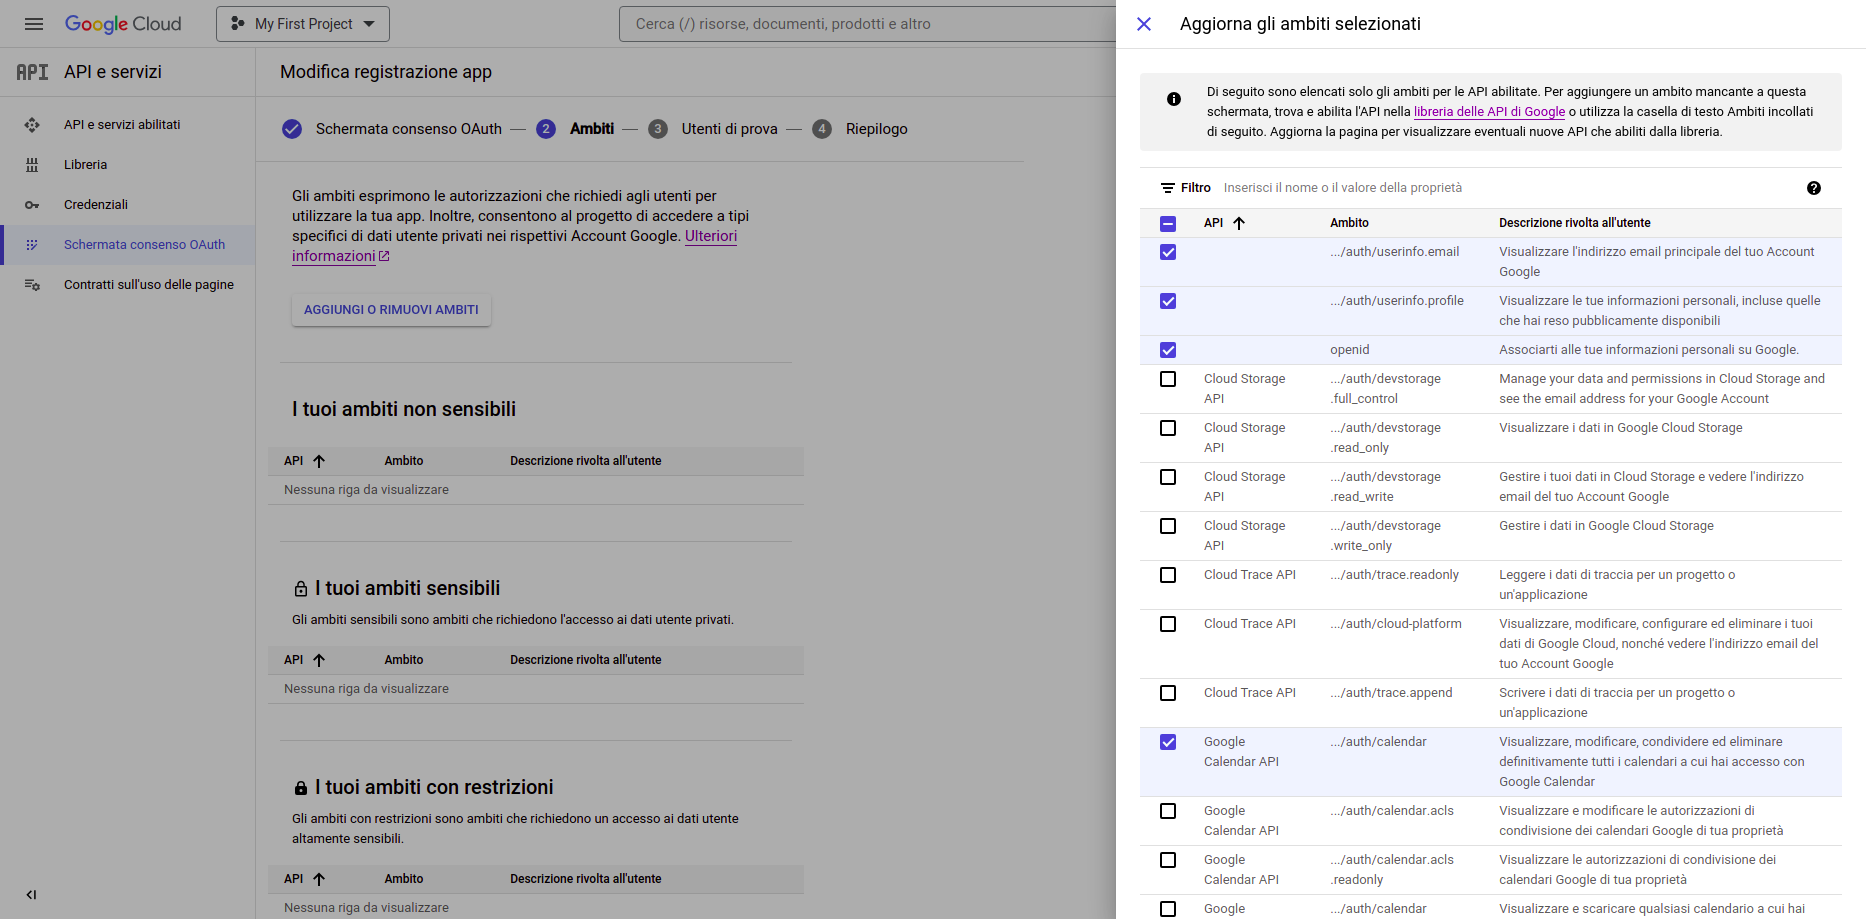 Google Cloud
My First Project
Cerca (/) risorse, documenti, prodotti e altro
API
API e servizi
API e servizi abilitati
Libreria
Credenziali
Schermata consenso OAuth
Contratti sull'uso delle pagine
Modifica registrazione app
Schermata consenso OAuth — 2 Ambiti — 3 Utenti di prova — 4 Riepilogo
Gli ambiti esprimono le autorizzazioni che richiedi agli utenti per
utilizzare la tua app. Inoltre, consentono al progetto di accedere a tipi
specifici di dati utente privati nei rispettivi Account Google. Ulteriori
informazioni
AGGIUNGI O RIMUOVI AMBITI
I tuoi ambiti non sensibili
API Ambito Descrizione rivolta all'utente
Nessuna riga da visualizzare
I tuoi ambiti sensibili
Gli ambiti sensibili sono ambiti che richiedono l'accesso ai dati utente privati.
API Ambito Descrizione rivolta all'utente
Nessuna riga da visualizzare
I tuoi ambiti con restrizioni
Gli ambiti con restrizioni sono ambiti che richiedono un accesso ai dati utente
altamente sensibili.
API Ambito Descrizione rivolta all'utente
Nessuna riga da visualizzare
Aggiorna gli ambiti selezionati
Di seguito sono elencati solo gli ambiti per le API abilitate. Per aggiungere un ambito mancante a questa
schermata, trova e abilita l'API nella libreria delle API di Google o utilizza la casella di testo Ambiti incollati
di seguito. Aggiorna la pagina per visualizzare eventuali nuove API che abiliti dalla libreria.
Filtro Inserisci il nome o il valore della proprietà
API Ambito Descrizione rivolta all'utente
.../auth/userinfo.email Visualizzare l'indirizzo email principale del tuo Account
Google
.../auth/userinfo.profile Visualizzare le tue informazioni personali, incluse quelle
che hai reso pubblicamente disponibili
openid Associarti alle tue informazioni personali su Google.
Cloud Storage .../auth/devstorage Manage your data and permissions in Cloud Storage and
API .full_control see the email address for your Google Account
Cloud Storage .../auth/devstorage Visualizzare i dati in Google Cloud Storage
API .read_only
Cloud Storage .../auth/devstorage Gestire i tuoi dati in Cloud Storage e vedere l'indirizzo
API .read_write email del tuo Account Google
Cloud Storage .../auth/devstorage Gestire i dati in Google Cloud Storage
API .write_only
Cloud Trace API .../auth/trace.readonly Leggere i dati di traccia per un progetto o
un'applicazione
Cloud Trace API .../auth/cloud-platform Visualizzare, modificare, configurare ed eliminare i tuoi
dati di Google Cloud, nonché vedere l'indirizzo email del
tuo Account Google
Cloud Trace API .../auth/trace.append Scrivere i dati di traccia per un progetto o
un'applicazione
Google .../auth/calendar Visualizzare, modificare, condividere ed eliminare
Calendar API definitivamente tutti i calendari a cui hai accesso con
Google Calendar
Google .../auth/calendar.acls Visualizzare e modificare le autorizzazioni di
Calendar API condivisione dei calendari Google di tua proprietà
Google .../auth/calendar.acls Visualizzare le autorizzazioni di condivisione dei
Calendar API .readonly calendari Google di tua proprietà
Google .../auth/calendar Visualizzare e scaricare qualsiasi calendario a cui hai